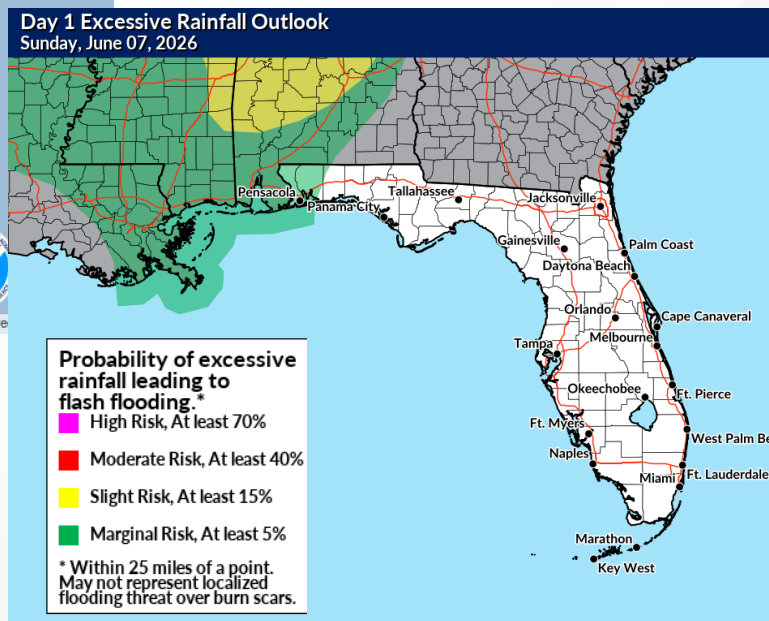 Day 1 Excessive Rainfall Outlook
Sunday, June 07, 2026
Pensacola
Panama City
Tallahassee
Jacksonville
Gainesville
Palm Coast
Daytona Beach
Orlando
Cape Canaveral
Tampa
Melbourne
Okeechobee
Ft. Pierce
Ft. Myers
West Palm Be
Naples
Ft. Lauderdale
Miami
Marathon
Key West
Probability of excessive
rainfall leading to
flash flooding.*
High Risk, At least 70%
Moderate Risk, At least 40%
Slight Risk, At least 15%
Marginal Risk, At least 5%
* Within 25 miles of a point.
May not represent localized
flooding threat over burn scars.